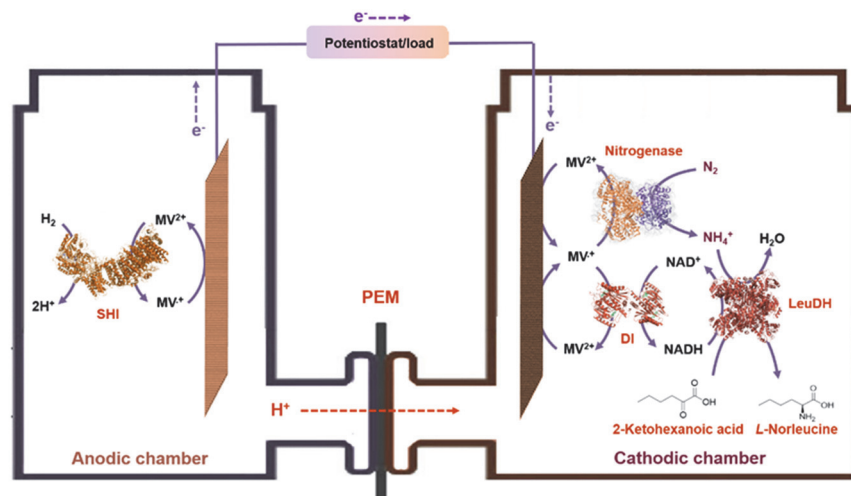 e-
Potentiostat/load
e-
e-
H2
MV2+
2H+
MV·+
SHI
PEM
H+
Anodic chamber
MV2+
Nitrogenase
N2
NH4+
H2O
MV·+
NAD+
LeuDH
DI
MV2+
NADH
O
OH
O
O
OH
NH2
2-Ketohexanoic acid
L-Norleucine
Cathodic chamber